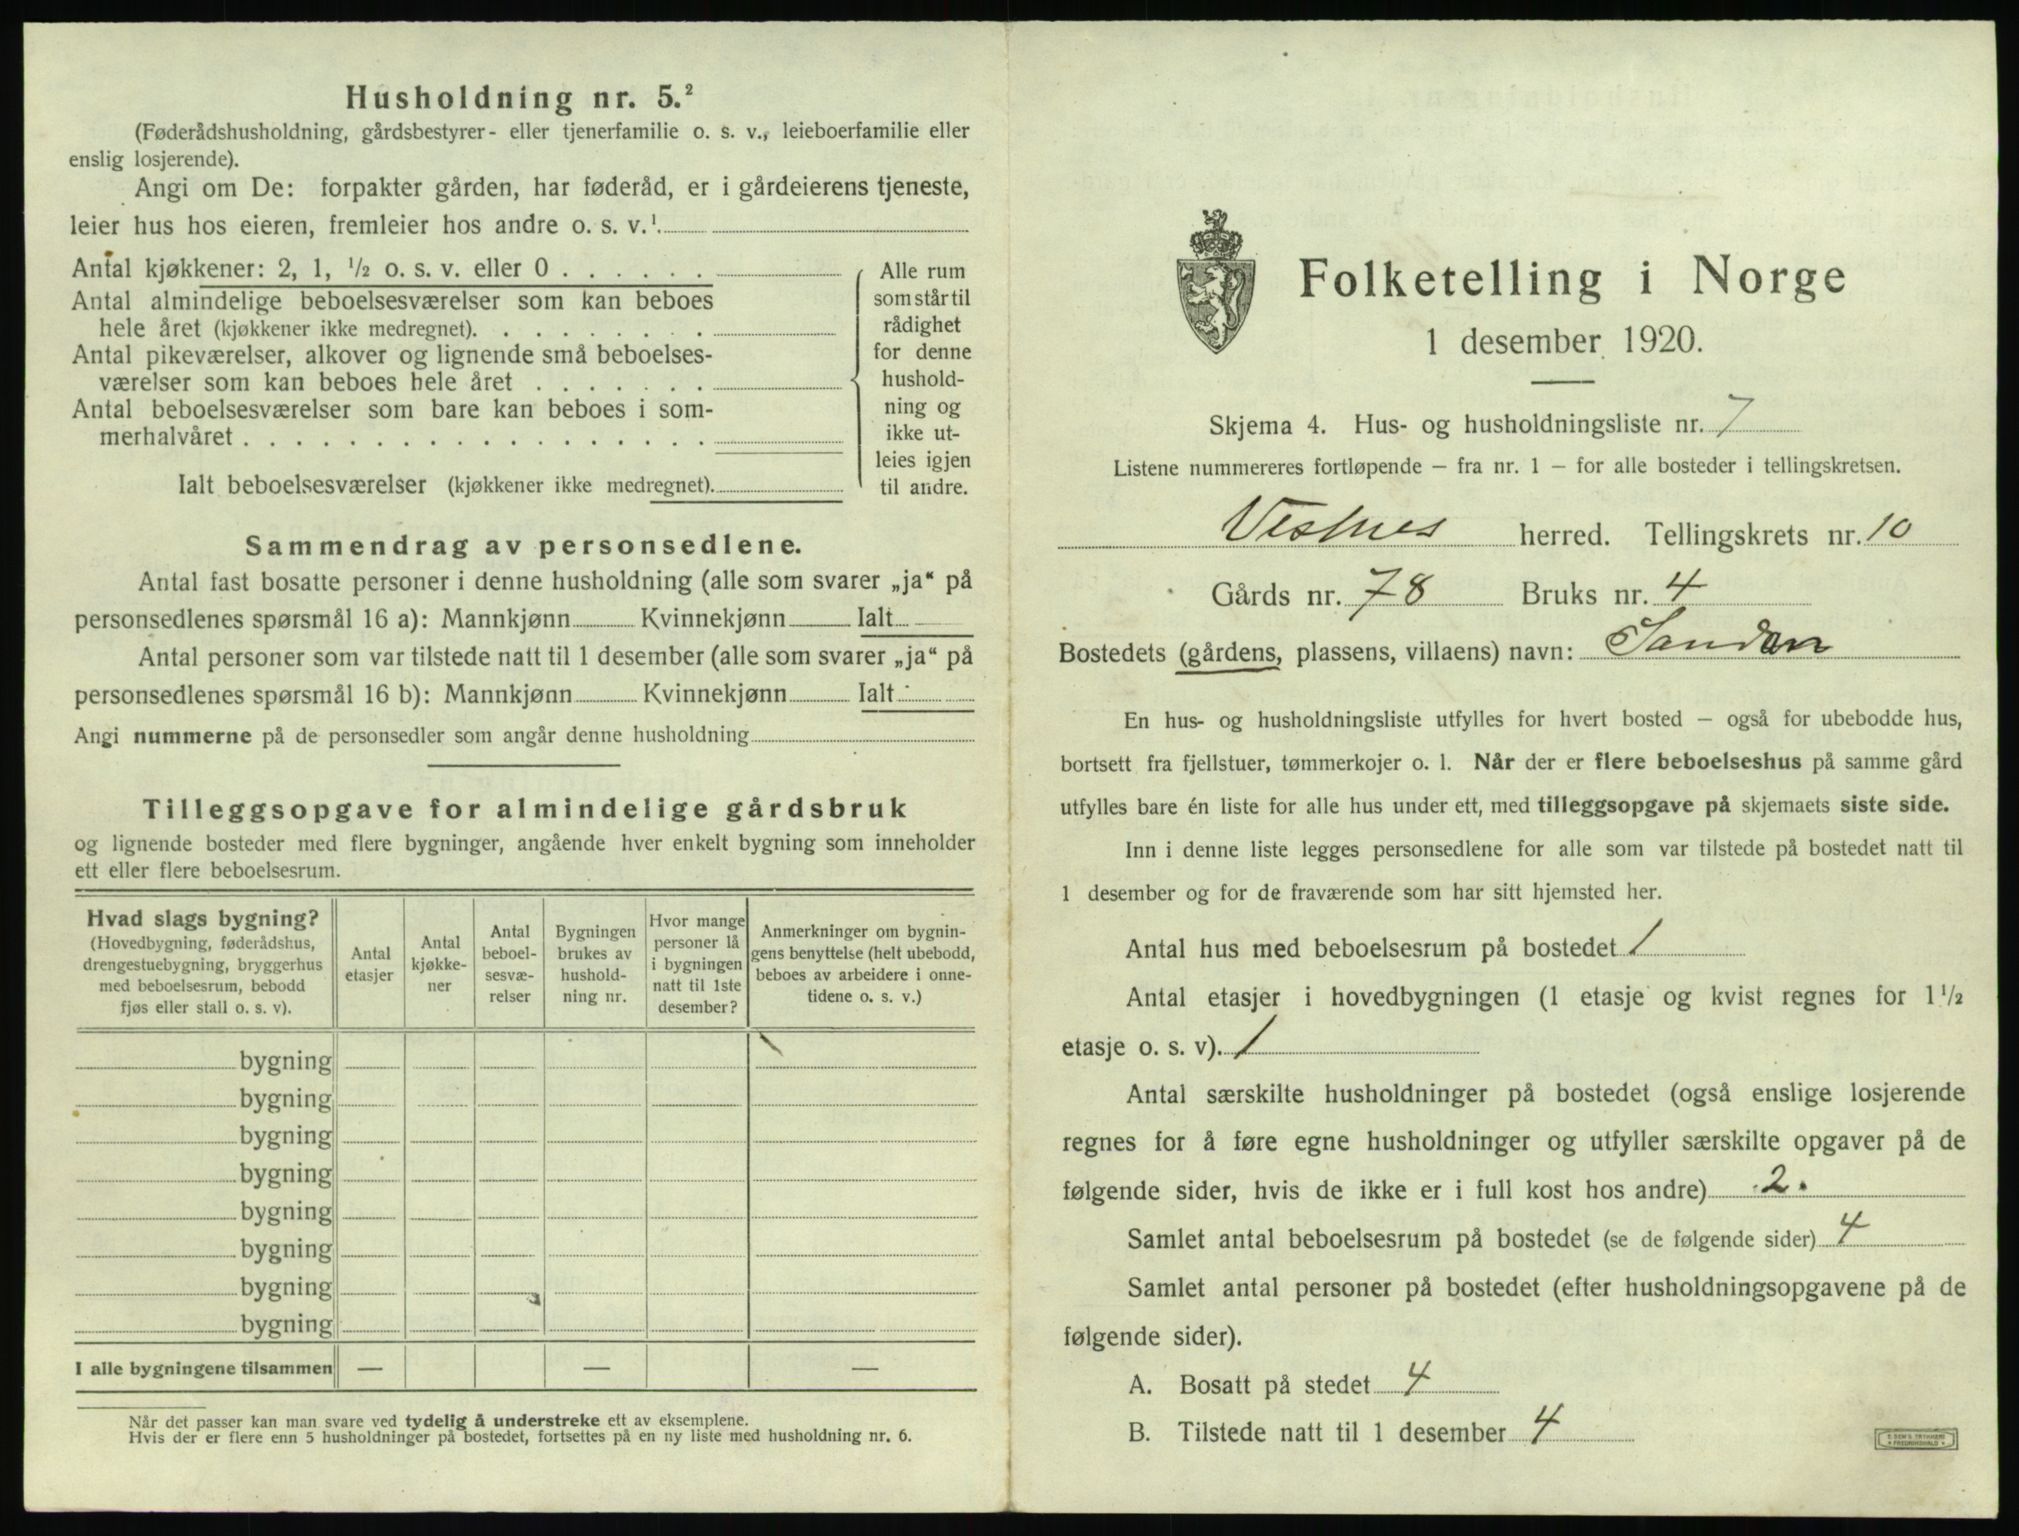 Husholdning nr. 5.²
(Føderådshusholdning, gårdsbestyrer- eller tjenerfamilie o. s. v., leieboerfamilie eller
enslig losjerende).
Angi om De: forpakter gården, har føderåd, er i gårdeierens tjeneste,
leier hus hos eieren, fremleier hos andre o. s. v.¹
Antal kjøkkener: 2, 1, ½ o. s. v. eller 0 . . . . . .
Antal almindelige beboelsesværelser som kan beboes
hele året (kjøkkener ikke medregnet). . . . . . . . .
Antal pikeværelser, alkover og lignende små beboelses-
værelser som kan beboes hele året . . . . . . .
Antal beboelsesværelser som bare kan beboes i som-
merhalvåret . . . . . . . . . . . . . . . . . .
Ialt beboelsesværelser (kjøkkener ikke medregnet).
Alle rum
som står til
rådighet
for denne
hushold-
ning og
ikke ut-
leies igjen
til andre.
Sammendrag av personsedlene.
Antal fast bosatte personer i denne husholdning (alle som svarer „ja“ på
personsedlenes spørsmål 16 a): Mannkjønn Kvinnekjønn Ialt
Antal personer som var tilstede natt til 1 desember (alle som svarer „ja“ på
personsedlenes spørsmål 16 b): Mannkjønn Kvinnekjønn Ialt
Angi nummerne på de personsedler som angår denne husholdning
Tilleggsopgave for almindelige gårdsbruk
og lignende bosteder med flere bygninger, angående hver enkelt bygning som inneholder
ett eller flere beboelsesrum.
Hvad slags bygning?
(Hovedbygning, føderådshus,
drengestuebygning, bryggerhus
med beboelsesrum, bebodd
fjøs eller stall o. s. v).
Antal
etasjer
Antal
kjøkke-
ner
Antal
beboel-
sesvæ-
relser
Bygningen
brukes av
hushold-
ning nr.
Hvor mange
personer lå
i bygningen
natt til 1ste
desember?
Anmerkninger om bygnin-
gens benyttelse (helt ubebodd,
beboes av arbeidere i onne-
tidene o. s. v.)
bygning
bygning
bygning
bygning
bygning
bygning
bygning
bygning
I alle bygningene tilsammen — — —
Når det passer kan man svare ved tydelig å understreke ett av eksemplene.
Hvis der er flere enn 5 husholdninger på bostedet, fortsettes på en ny liste med husholdning nr. 6.
Folketelling i Norge
1 desember 1920.
Skjema 4. Hus- og husholdningsliste nr. 7
Listene nummereres fortløpende – fra nr. 1 – for alle bosteder i tellingskretsen.
Vestnes herred. Tellingskrets nr. 10
Gårds nr. 78 Bruks nr. 4
Bostedets (gårdens, plassens, villaens) navn:
En hus- og husholdningsliste utfylles for hvert bosted – også for ubebodde hus,
bortsett fra fjellstuer, tømmerkojer o. l. Når der er flere beboelseshus på samme gård
utfylles bare én liste for alle hus under ett, med tilleggsopgave på skjemaets siste side.
Inn i denne liste legges personsedlene for alle som var tilstede på bostedet natt til
1 desember og for de fraværende som har sitt hjemsted her.
Antal hus med beboelsesrum på bostedet 1
Antal etasjer i hovedbygningen (1 etasje og kvist regnes for 1½
etasje o. s. v). 1
Antal særskilte husholdninger på bostedet (også enslige losjerende
regnes for å føre egne husholdninger og utfyller særskilte opgaver på de
følgende sider, hvis de ikke er i full kost hos andre) 2.
Samlet antal beboelsesrum på bostedet (se de følgende sider) 4
Samlet antal personer på bostedet (efter husholdningsopgavene på de
følgende sider).
A. Bosatt på stedet 4
B. Tilstede natt til 1 desember 4